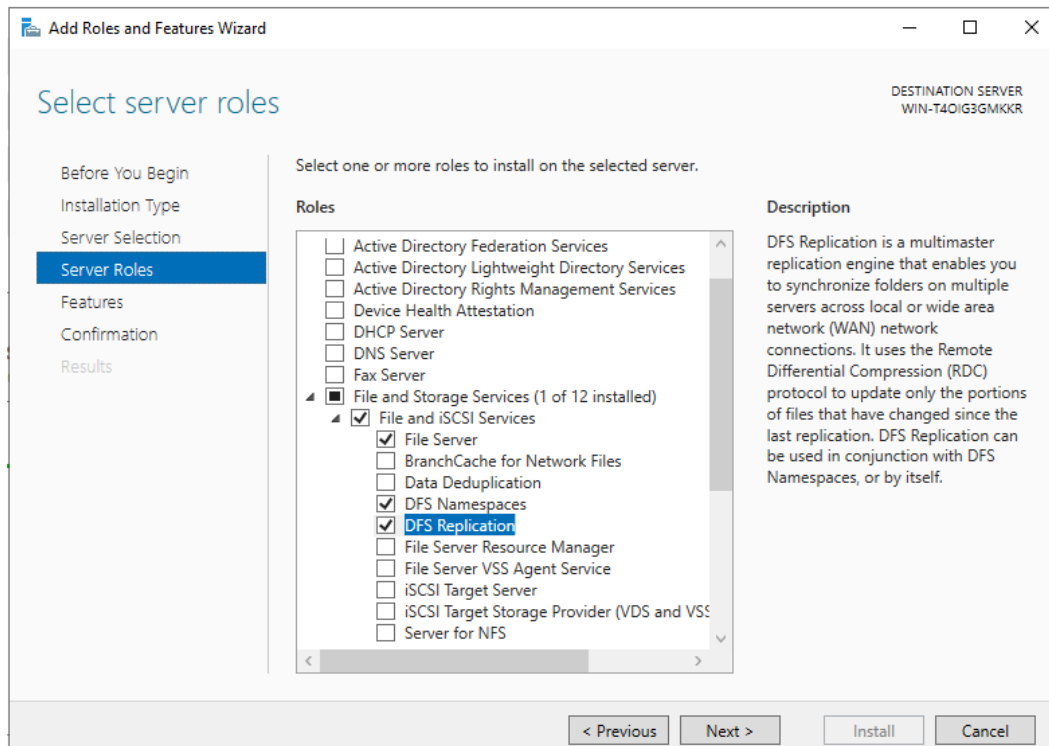 Add Roles and Features Wizard
Select server roles
DESTINATION SERVER
WIN-T4OIG3GMKKR
Before You Begin
Installation Type
Server Selection
Server Roles
Features
Confirmation
Results
Select one or more roles to install on the selected server.
Roles
Active Directory Federation Services
Active Directory Lightweight Directory Services
Active Directory Rights Management Services
Device Health Attestation
DHCP Server
DNS Server
Fax Server
File and Storage Services (1 of 12 installed)
File and iSCSI Services
File Server
BranchCache for Network Files
Data Deduplication
DFS Namespaces
DFS Replication
File Server Resource Manager
File Server VSS Agent Service
iSCSI Target Server
iSCSI Target Storage Provider (VDS and VSS
Server for NFS
Description
DFS Replication is a multimaster
replication engine that enables you
to synchronize folders on multiple
servers across local or wide area
network (WAN) network
connections. It uses the Remote
Differential Compression (RDC)
protocol to update only the portions
of files that have changed since the
last replication. DFS Replication can
be used in conjunction with DFS
Namespaces, or by itself.
< Previous
Next >
Install
Cancel